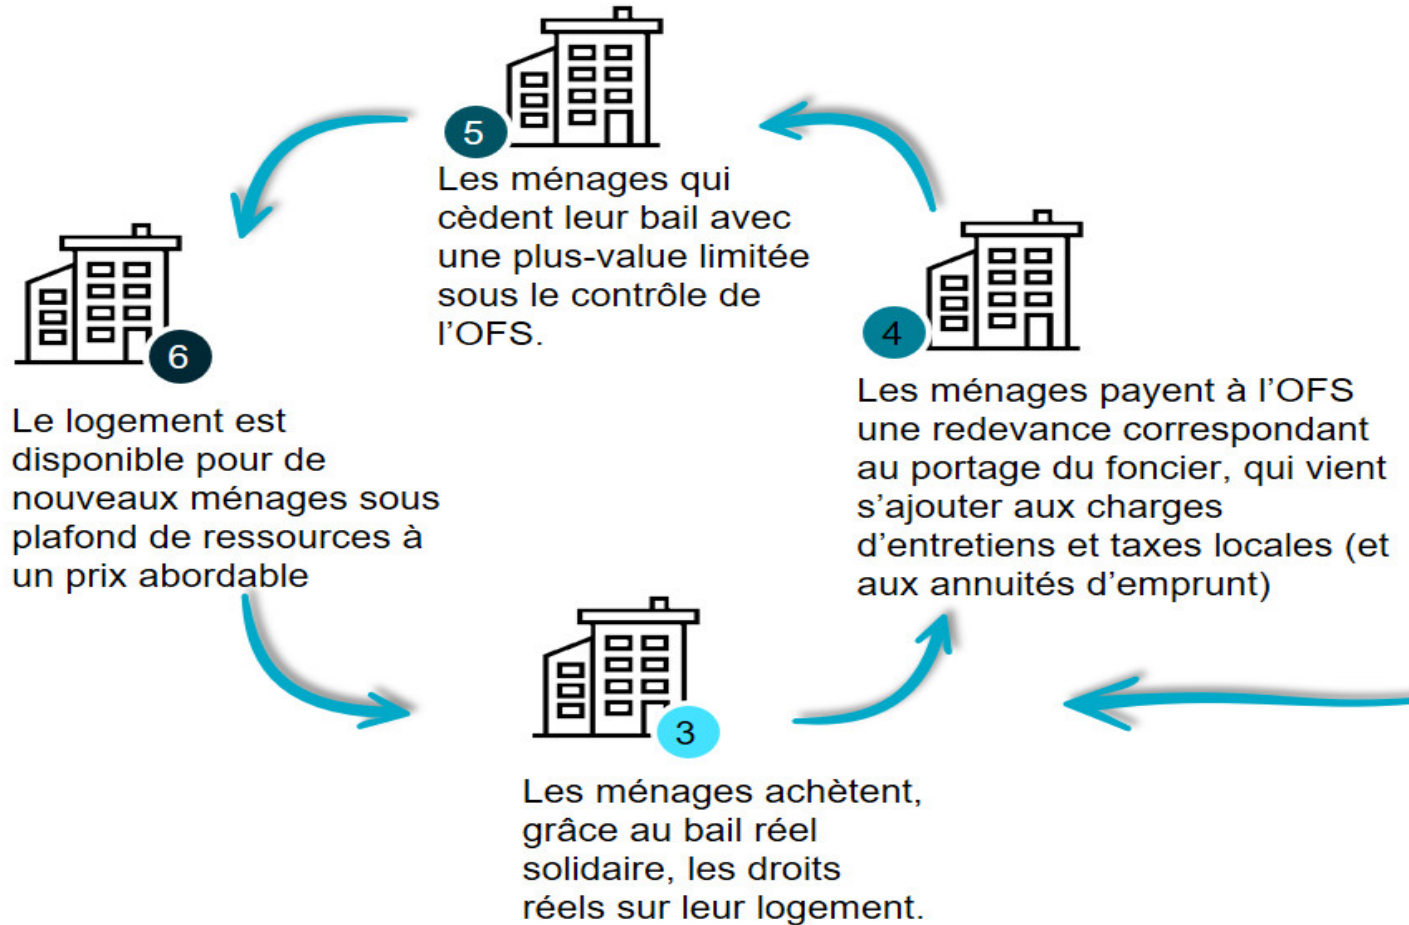 5
Les ménages qui
cèdent leur bail avec
une plus-value limitée
sous le contrôle de
l’OFS.
4
Les ménages payent à l’OFS
une redevance correspondant
au portage du foncier, qui vient
s’ajouter aux charges
d’entretiens et taxes locales (et
aux annuités d’emprunt)
6
Le logement est
disponible pour de
nouveaux ménages sous
plafond de ressources à
un prix abordable
3
Les ménages achètent,
grâce au bail réel
solidaire, les droits
réels sur leur logement.